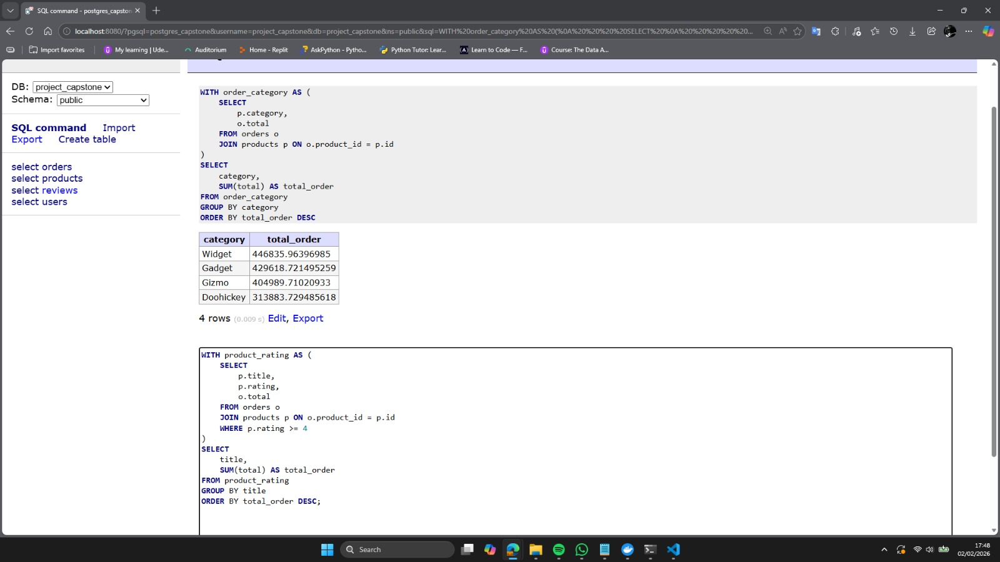 SQL command - postgres_capston
localhost:8080/?pgsql=postgres_capstone&username=project_capstone&db=project_capstone&ns=public&sql=WITH%20order_category%20AS%20(%0A%20%20%20%20SELECT%20%0A%20%20%20%20%20...
Import favorites
My learning | Ude...
Auditorium
Home - Replit
AskPython - Pytho...
Python Tutor: Lear...
Learn to Code — F...
Course: The Data A...
DB: project_capstone
Schema: public
SQL command Import
Export Create table
select orders
select products
select reviews
select users
WITH order_category AS (
    SELECT
        p.category,
        o.total
    FROM orders o
    JOIN products p ON o.product_id = p.id
)
SELECT
    category,
    SUM(total) AS total_order
FROM order_category
GROUP BY category
ORDER BY total_order DESC
category total_order
Widget 446835.96396985
Gadget 429618.721495259
Gizmo 404989.71020933
Doohickey 313883.729485618
4 rows (0.009 s) Edit, Export
WITH product_rating AS (
    SELECT
        p.title,
        p.rating,
        o.total
    FROM orders o
    JOIN products p ON o.product_id = p.id
    WHERE p.rating >= 4
)
SELECT
    title,
    SUM(total) AS total_order
FROM product_rating
GROUP BY title
ORDER BY total_order DESC;
Search
17:48
02/02/2026